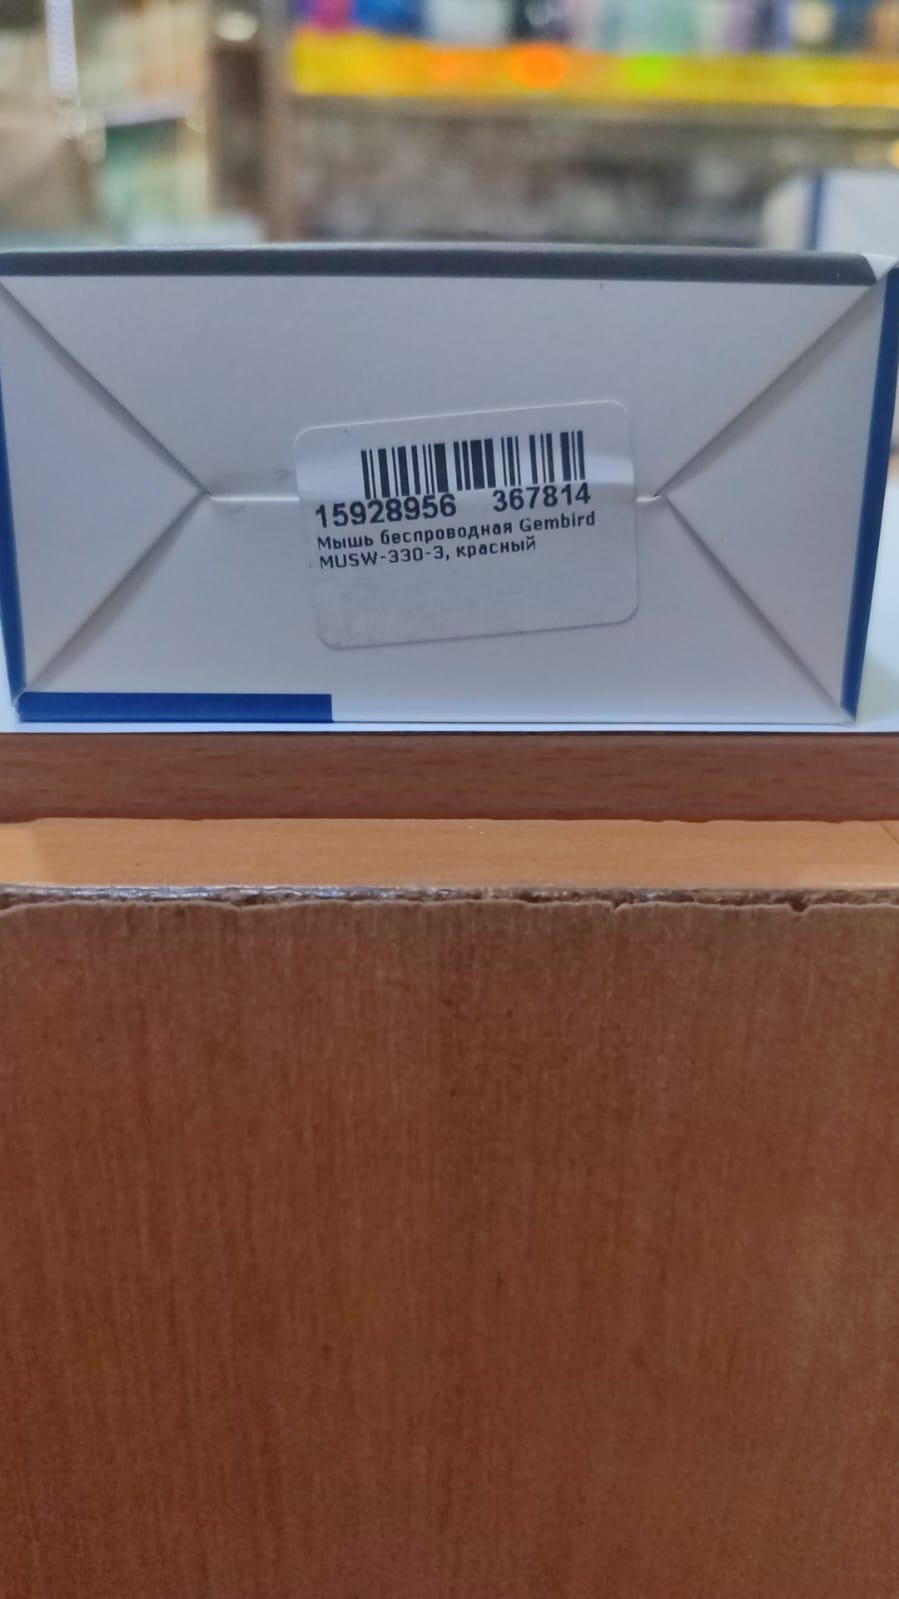 15928956 367814
Мышь беспроводная Gembird
MUSW-330-3, красный